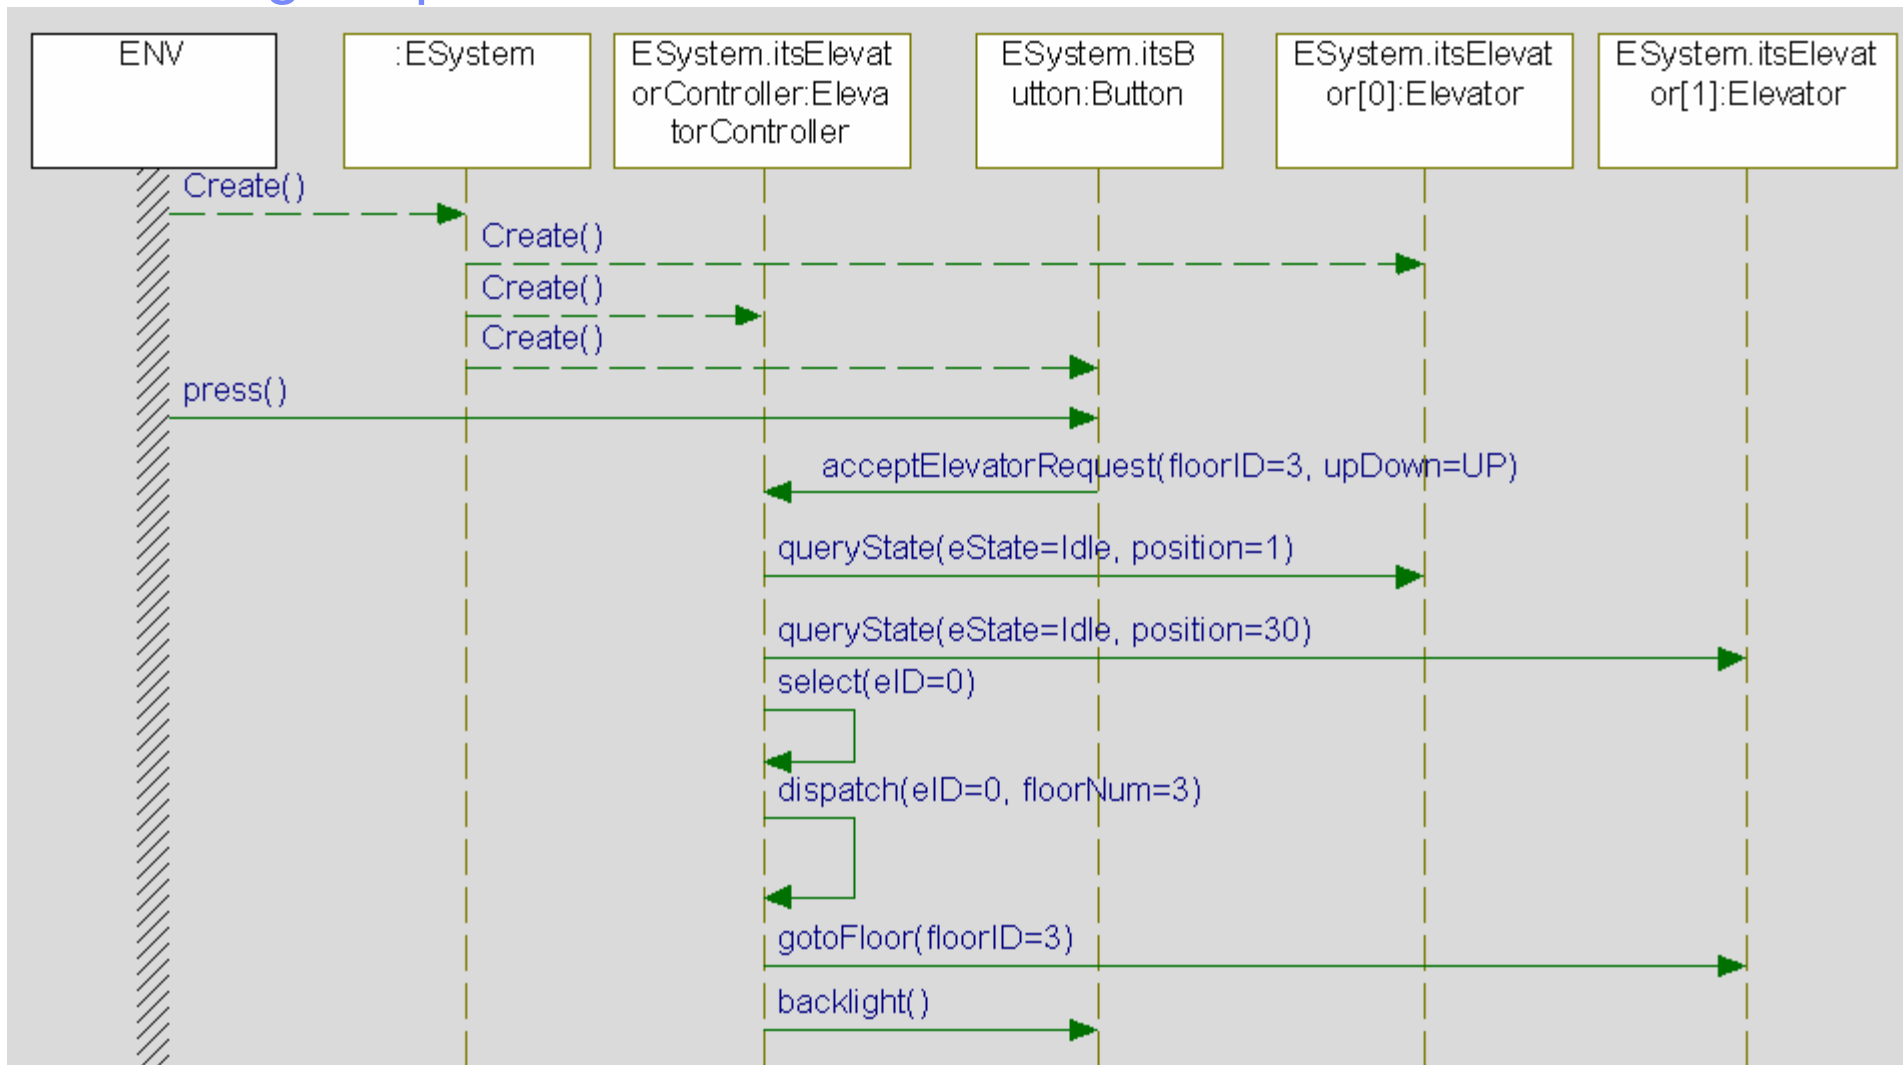 ENV
:ESystem
ESystem.itsElevat
orController:Eleva
torController
ESystem.itsB
utton:Button
ESystem.itsElevat
or[0]:Elevator
ESystem.itsElevat
or[1]:Elevator
Create()
Create()
Create()
Create()
press()
acceptElevatorRequest(floorID=3, upDown=UP)
queryState(eState=Idle, position=1)
queryState(eState=Idle, position=30)
select(eID=0)
dispatch(eID=0, floorNum=3)
gotoFloor(floorID=3)
backlight()